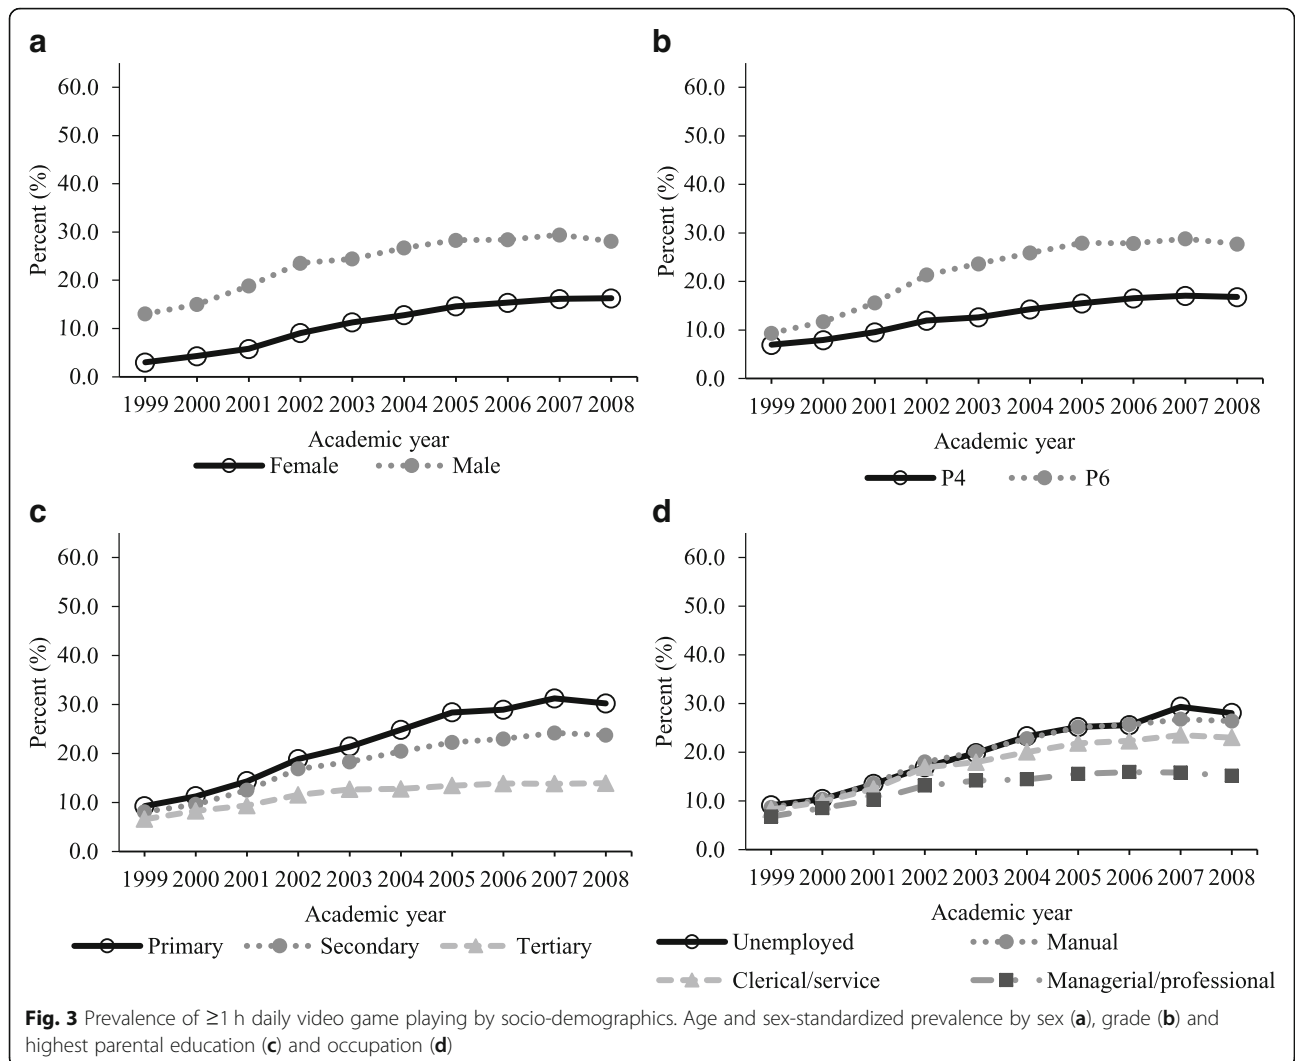 a
60.0
50.0
40.0
30.0
20.0
10.0
0.0
Percent (%)
1999 2000 2001 2002 2003 2004 2005 2006 2007 2008
Academic year
Female Male
b
60.0
50.0
40.0
30.0
20.0
10.0
0.0
Percent (%)
1999 2000 2001 2002 2003 2004 2005 2006 2007 2008
Academic year
P4 P6
c
60.0
50.0
40.0
30.0
20.0
10.0
0.0
Percent (%)
1999 2000 2001 2002 2003 2004 2005 2006 2007 2008
Academic year
Primary Secondary Tertiary
d
60.0
50.0
40.0
30.0
20.0
10.0
0.0
Percent (%)
1999 2000 2001 2002 2003 2004 2005 2006 2007 2008
Academic year
Unemployed Manual
Clerical/service Managerial/professional
Fig. 3 Prevalence of ≥1 h daily video game playing by socio-demographics. Age and sex-standardized prevalence by sex (a), grade (b) and
highest parental education (c) and occupation (d)